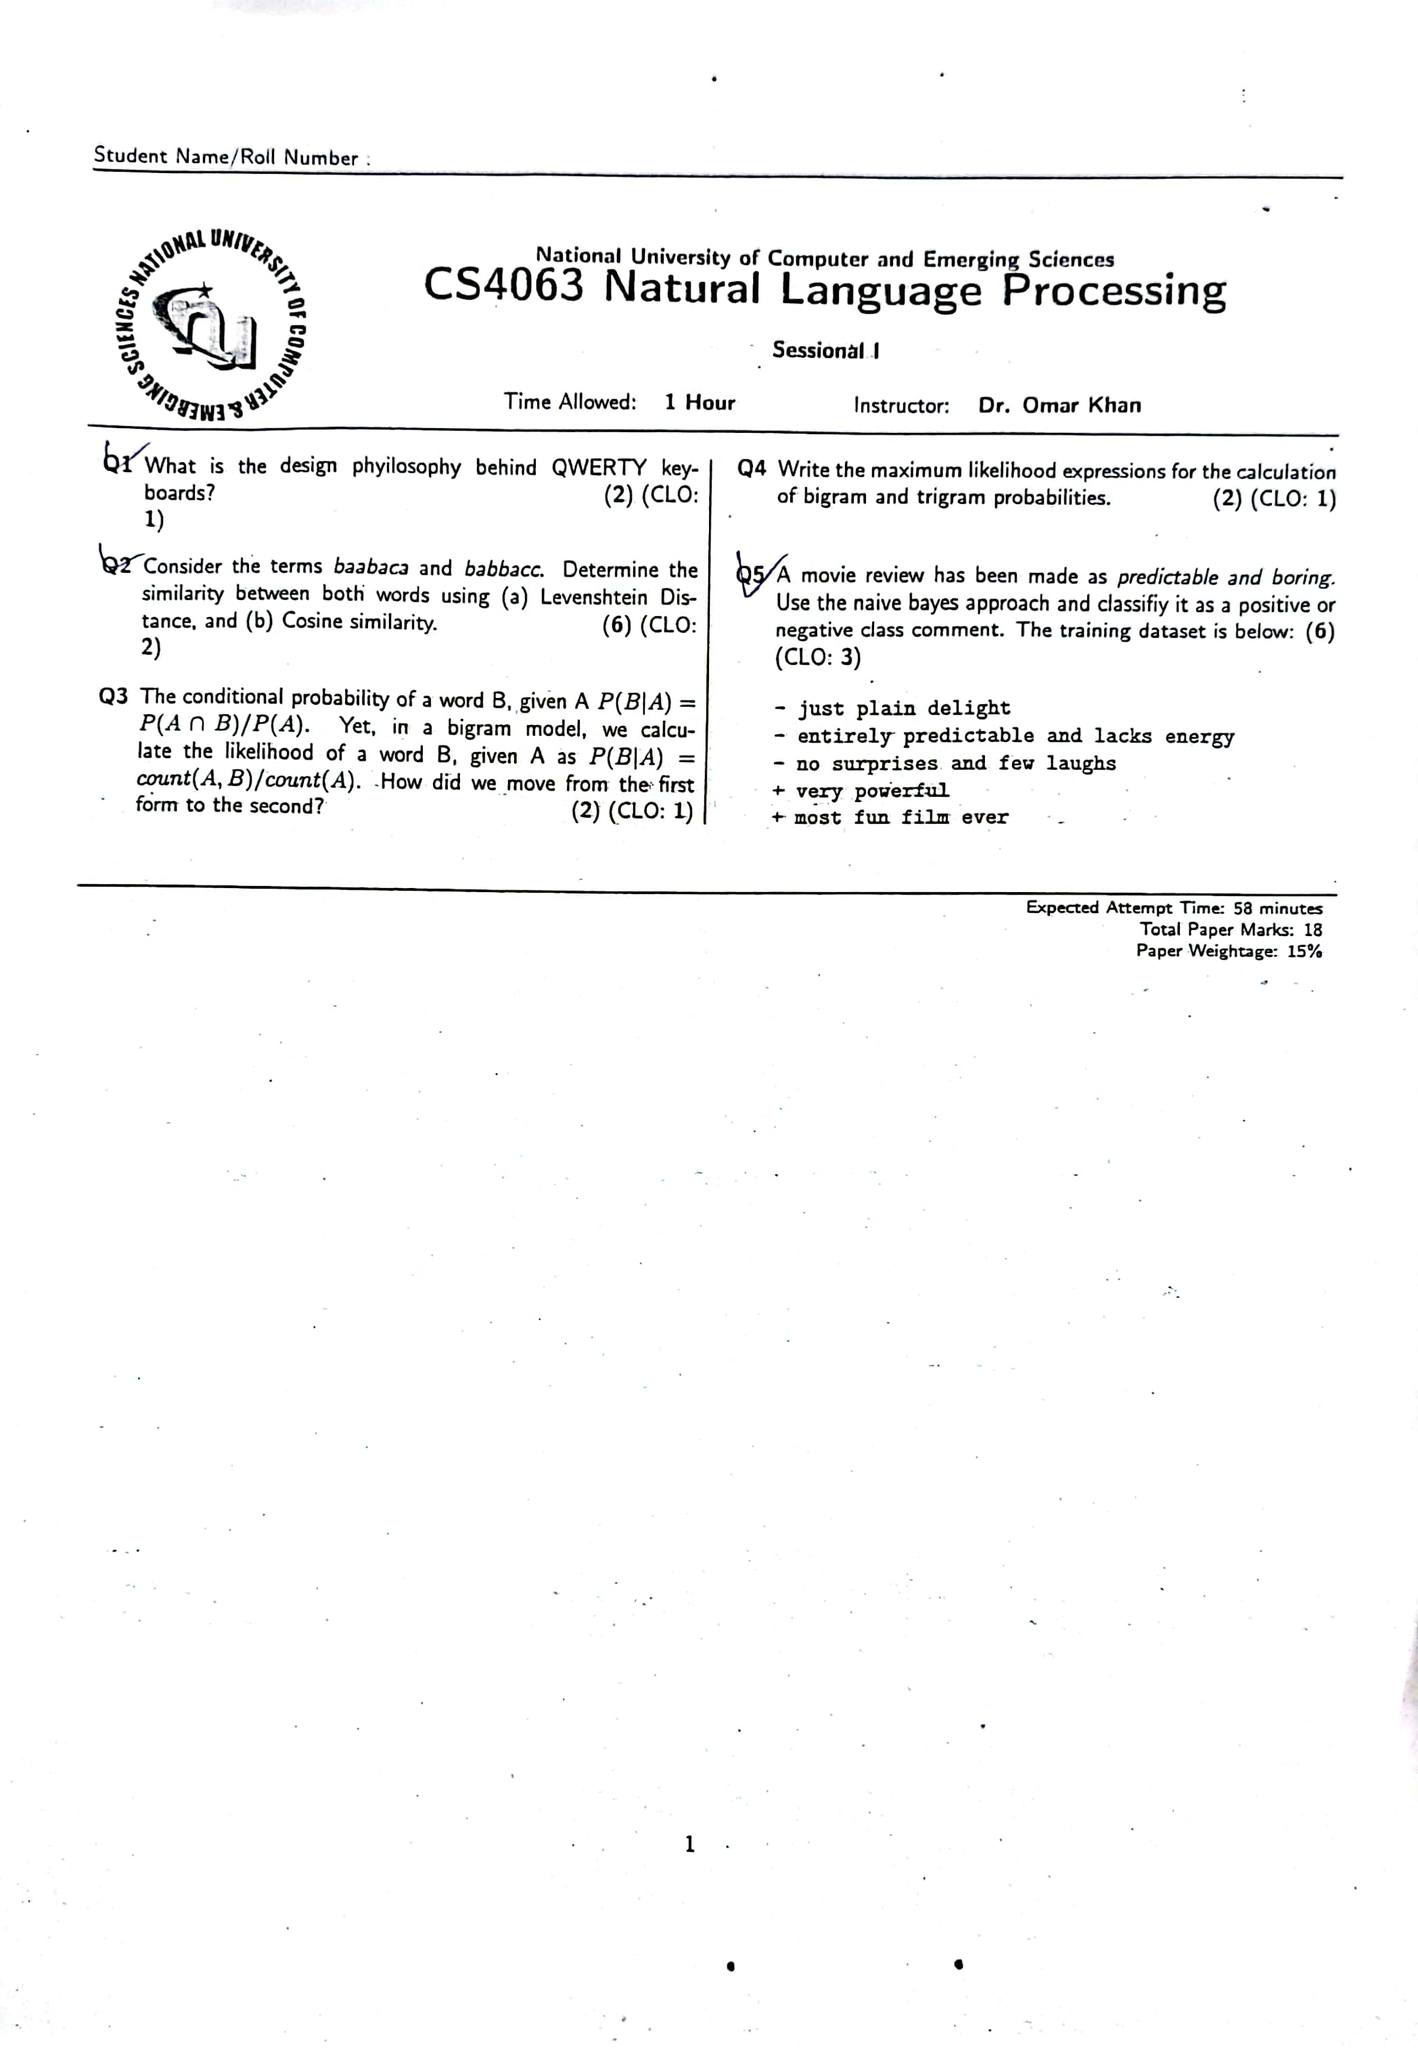 Student Name/Roll Number :
NATIONAL UNIVERSITY OF COMPUTER & EMERGING SCIENCES
National University of Computer and Emerging Sciences
CS4063 Natural Language Processing
Sessional I
Time Allowed: 1 Hour Instructor: Dr. Omar Khan
Q1 What is the design phyilosophy behind QWERTY key-
boards? (2) (CLO:
1)
Q2 Consider the terms baabaca and babbacc. Determine the
similarity between both words using (a) Levenshtein Dis-
tance, and (b) Cosine similarity. (6) (CLO:
2)
Q3 The conditional probability of a word B, given A P(B|A) =
P(A ∩ B)/P(A). Yet, in a bigram model, we calcu-
late the likelihood of a word B, given A as P(B|A) =
count(A, B)/count(A). How did we move from the first
form to the second? (2) (CLO: 1)
Q4 Write the maximum likelihood expressions for the calculation
of bigram and trigram probabilities. (2) (CLO: 1)
Q5 A movie review has been made as predictable and boring.
Use the naive bayes approach and classifiy it as a positive or
negative class comment. The training dataset is below: (6)
(CLO: 3)
- just plain delight
- entirely predictable and lacks energy
- no surprises and few laughs
+ very powerful
+ most fun film ever
Expected Attempt Time: 58 minutes
Total Paper Marks: 18
Paper Weightage: 15%
1